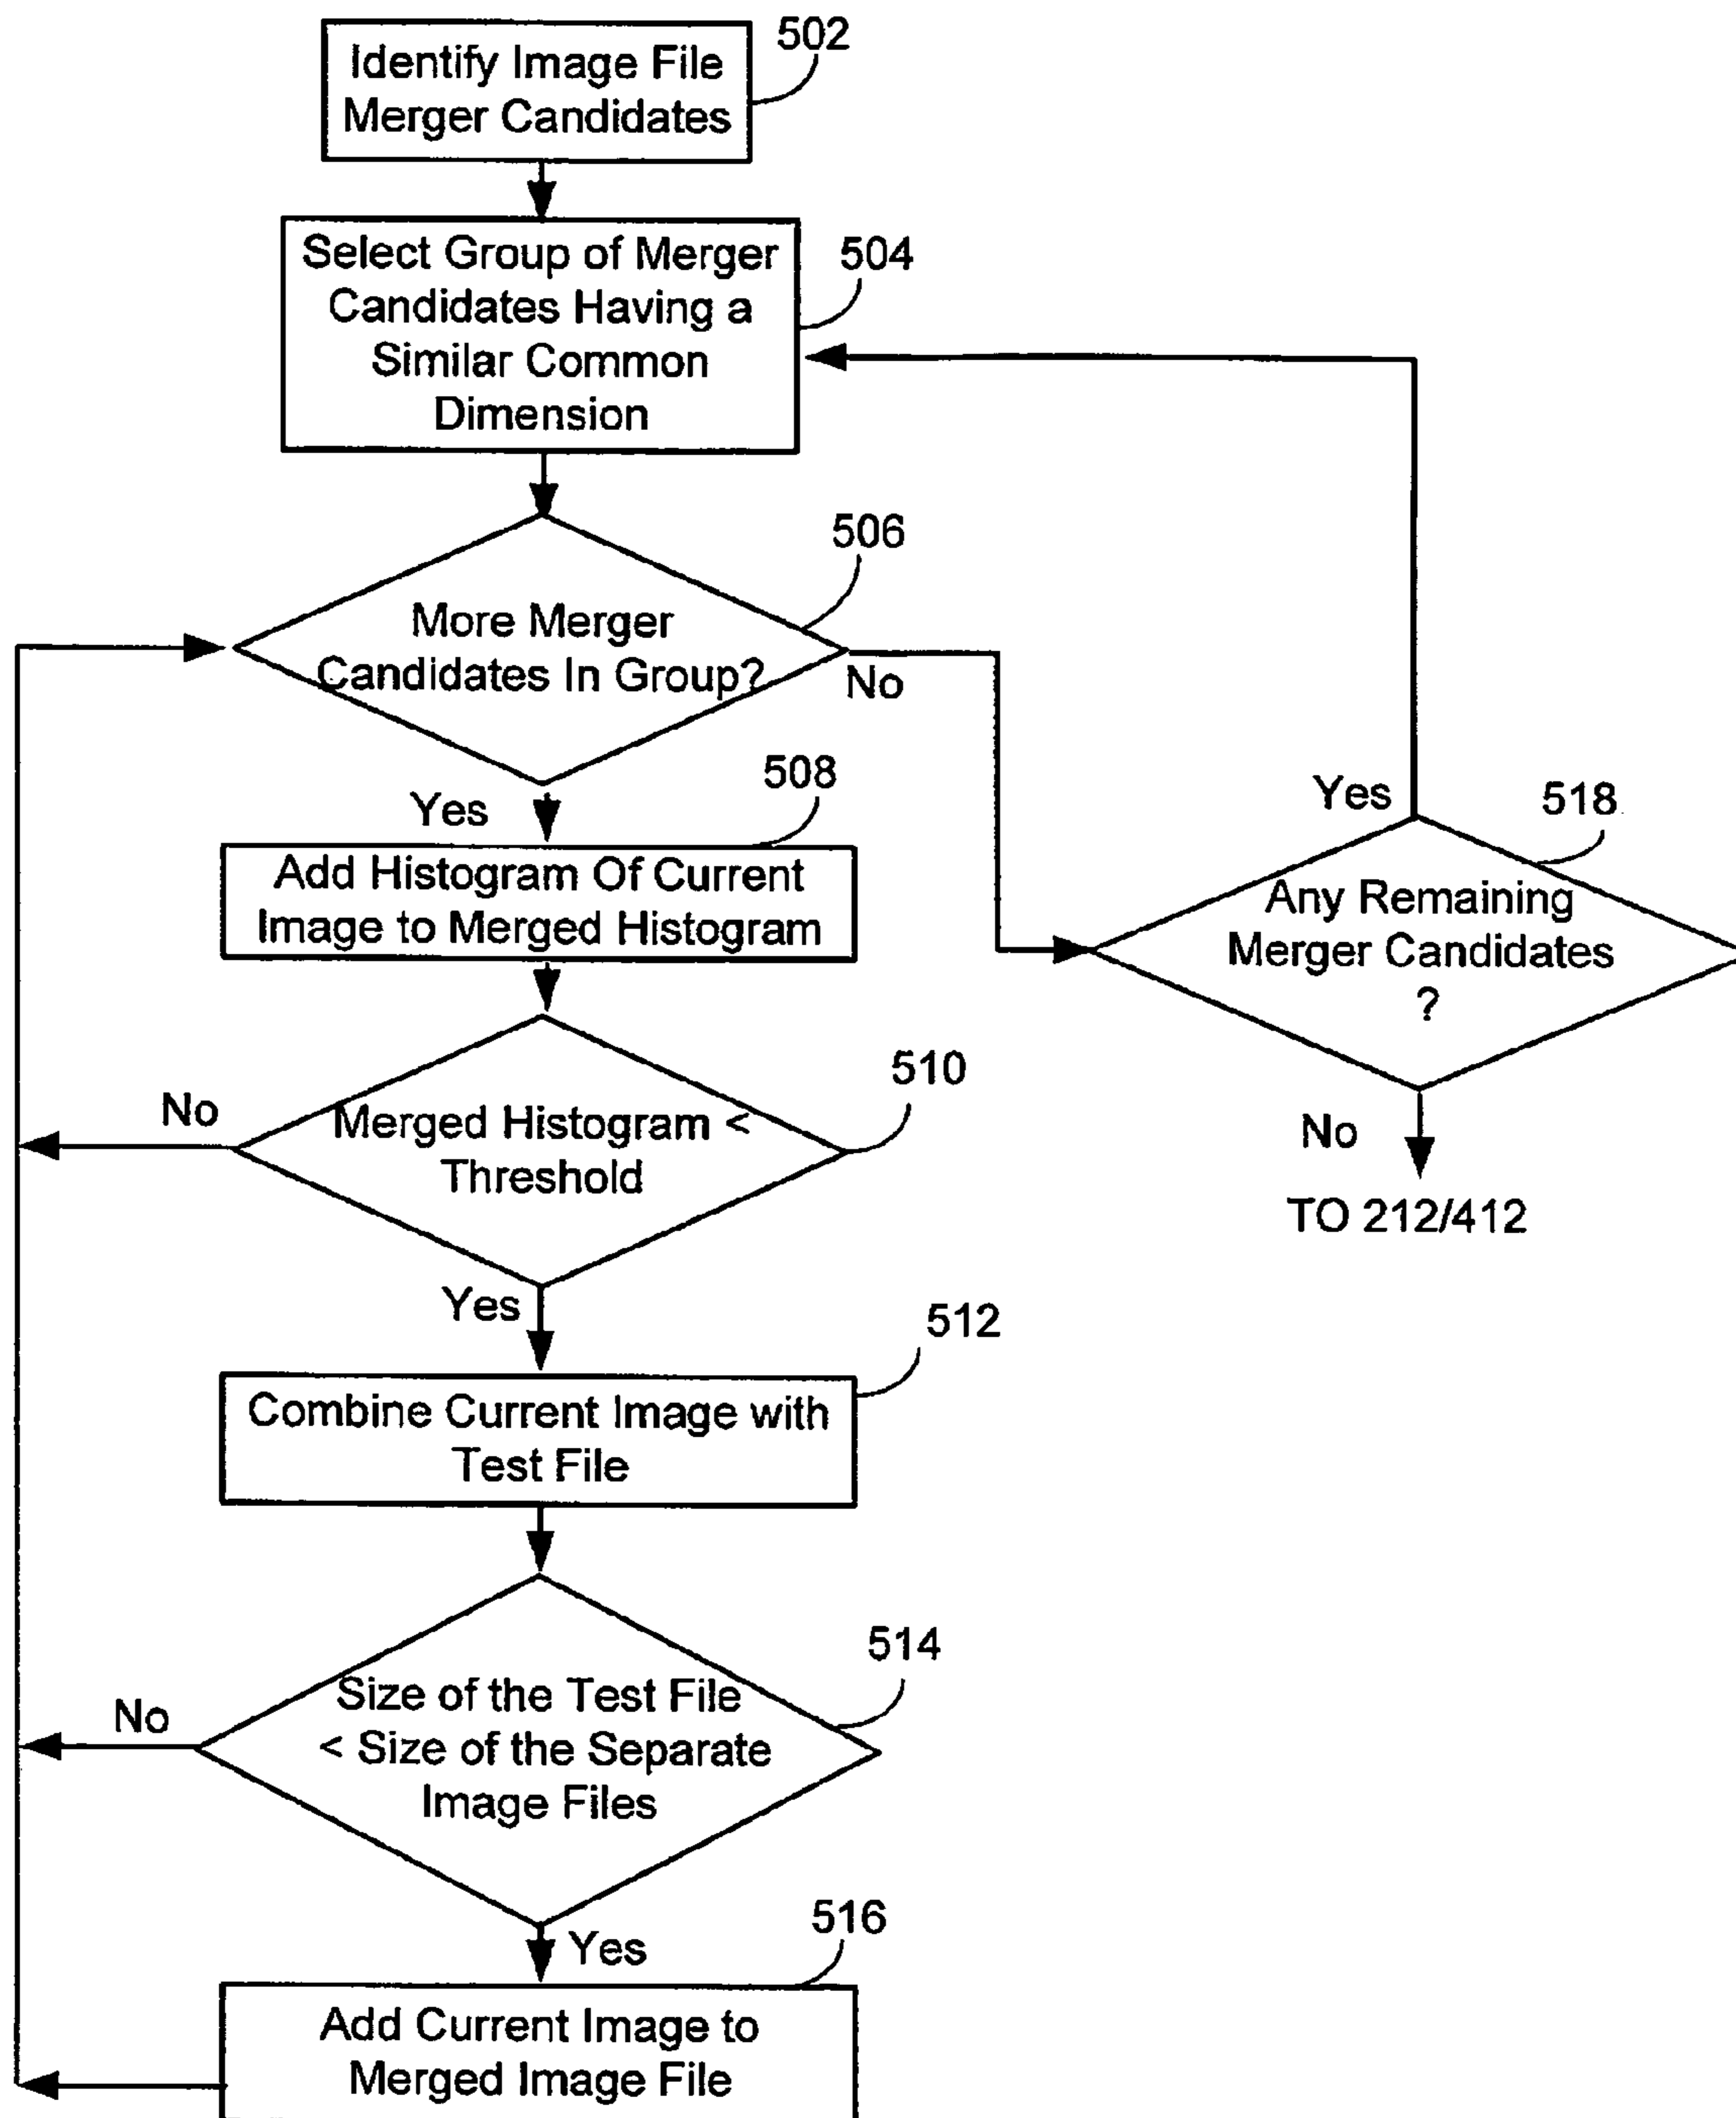 502
Identify Image File
Merger Candidates
504
Select Group of Merger
Candidates Having a
Similar Common
Dimension
506
More Merger
Candidates In Group?
No
Yes
508
Add Histogram Of Current
Image to Merged Histogram
Yes
518
Any Remaining
Merger Candidates
?
No
TO 212/412
510
No
Merged Histogram <
Threshold
Yes
512
Combine Current Image with
Test File
514
No
Size of the Test File
< Size of the Separate
Image Files
Yes
516
Add Current Image to
Merged Image File